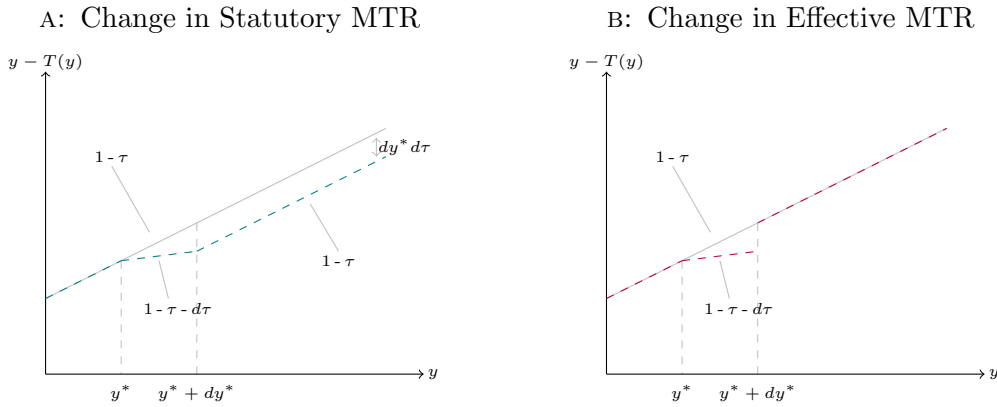 A: Change in Statutory MTR
y − T(y)
1 - τ
dy* dτ
1 - τ
1 - τ - dτ
y
y*
y* + dy*
B: Change in Effective MTR
y − T(y)
1 - τ
1 - τ - dτ
y
y*
y* + dy*